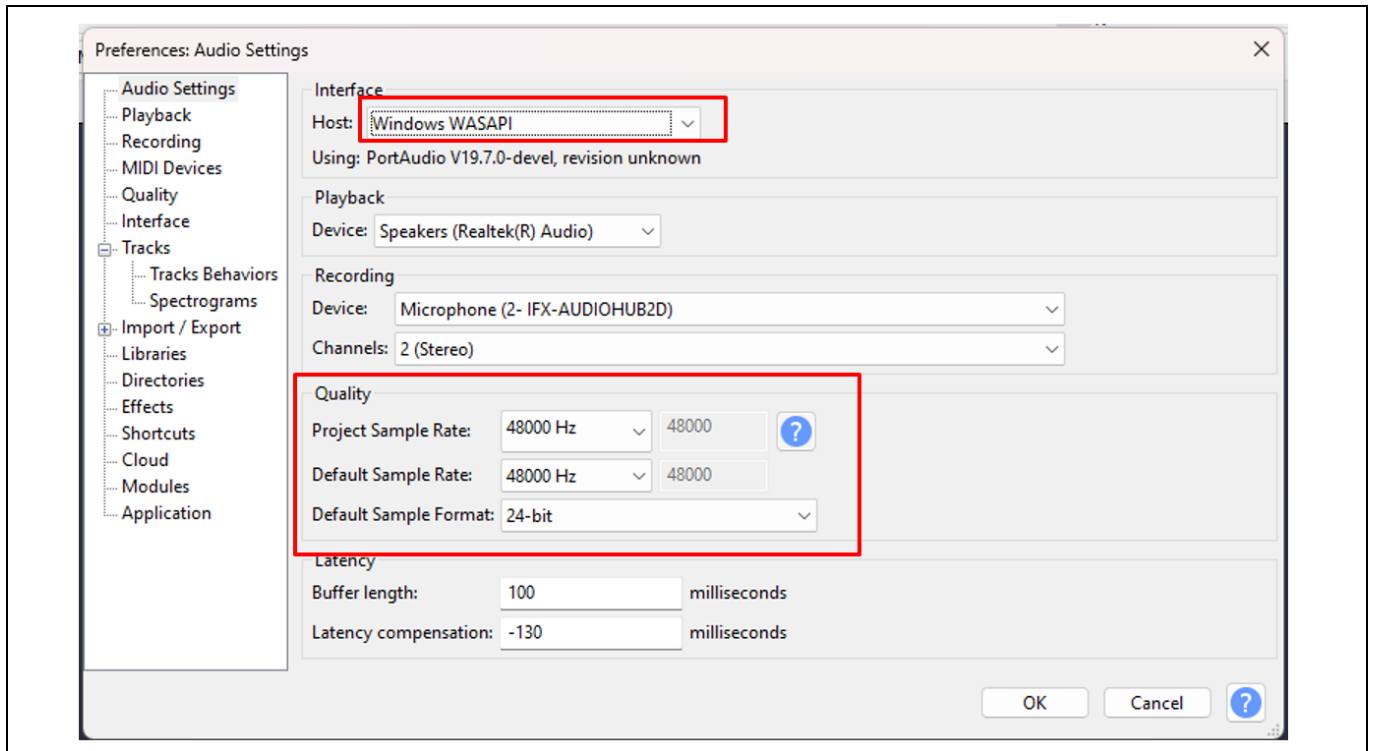 Preferences: Audio Settings
Audio Settings
Playback
Recording
MIDI Devices
Quality
Interface
Tracks
Tracks Behaviors
Spectrograms
Import / Export
Libraries
Directories
Effects
Shortcuts
Cloud
Modules
Application
Interface
Host: Windows WASAPI
Using: PortAudio V19.7.0-devel, revision unknown
Playback
Device: Speakers (Realtek(R) Audio)
Recording
Device: Microphone (2- IFX-AUDIOHUB2D)
Channels: 2 (Stereo)
Quality
Project Sample Rate: 48000 Hz 48000 ?
Default Sample Rate: 48000 Hz 48000
Default Sample Format: 24-bit
Latency
Buffer length: 100 milliseconds
Latency compensation: -130 milliseconds
OK Cancel ?